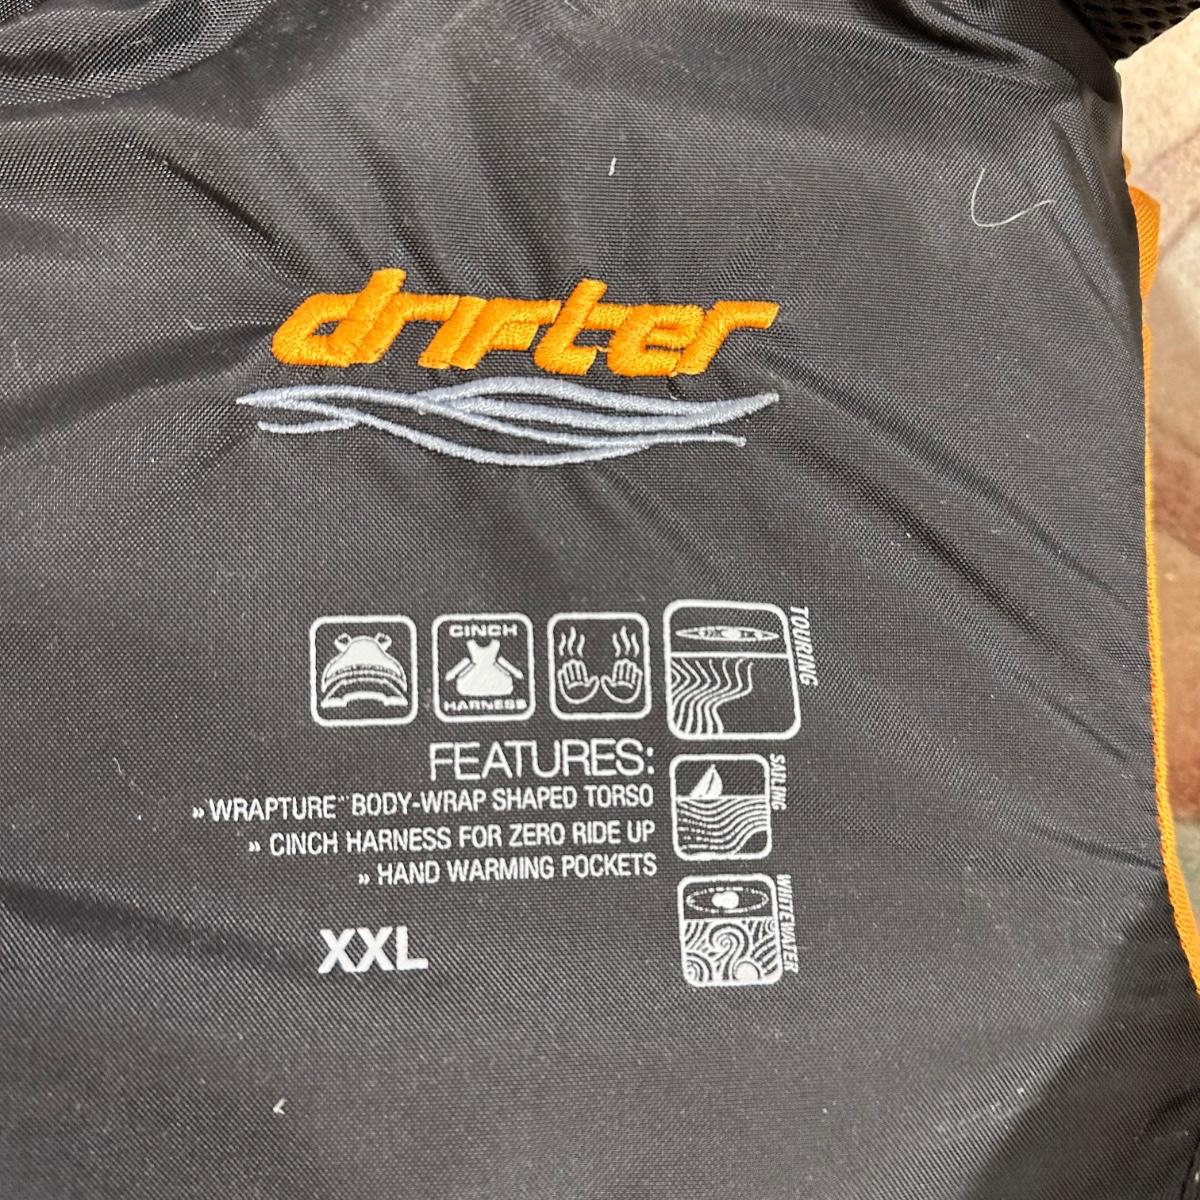 drifter
CINCH
HARNESS
TOURING
FEATURES:
» WRAPTURE™ BODY-WRAP SHAPED TORSO
» CINCH HARNESS FOR ZERO RIDE UP
» HAND WARMING POCKETS
SAILING
WHITEWATER
XXL